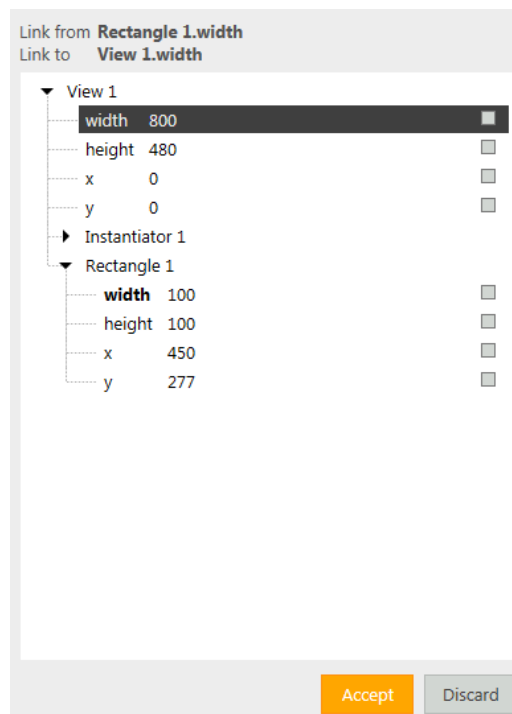 Link from Rectangle 1.width
Link to View 1.width
View 1
width 800
height 480
x 0
y 0
Instantiator 1
Rectangle 1
width 100
height 100
x 450
y 277
Accept Discard